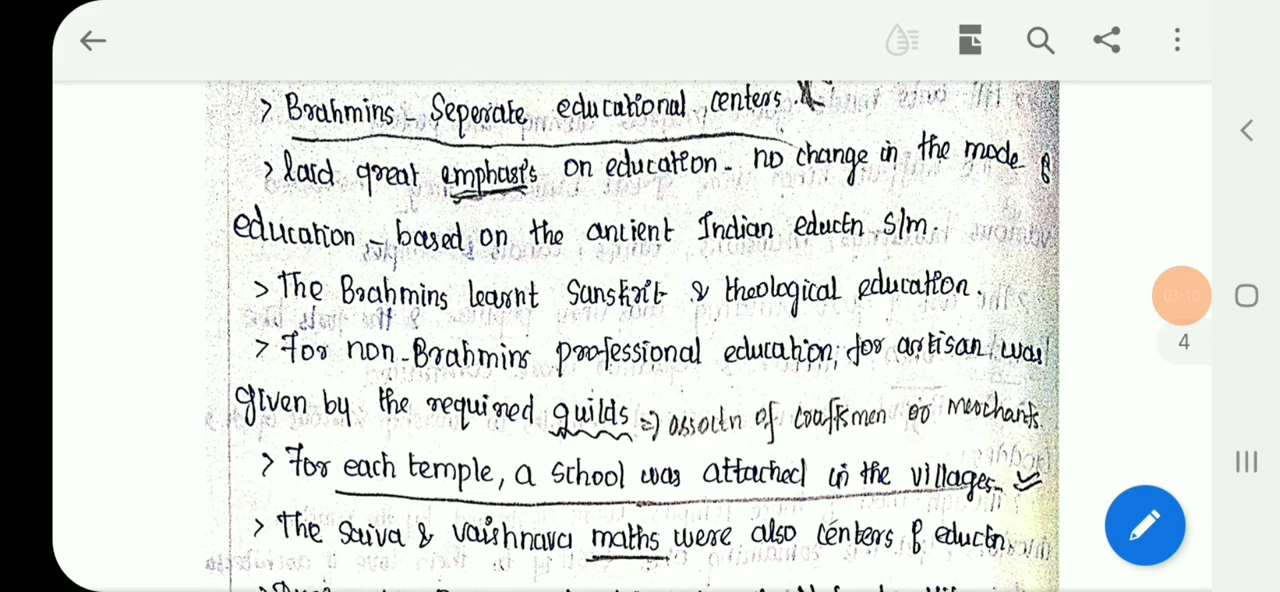 > Brahmins - Seperate educational centers.
> laid great emphasis on education - no change in the mode of
education - based on the ancient Indian eductn S/m.
> The Brahmins learnt Sanskrit & theological education.
> For non-Brahmins professional education, for artisan was
given by the required guilds => assoctn of craftsmen or merchants
> For each temple, a school was attached in the villages.
> The Saiva & Vaishnava maths were also centers of eductn
03:10
4